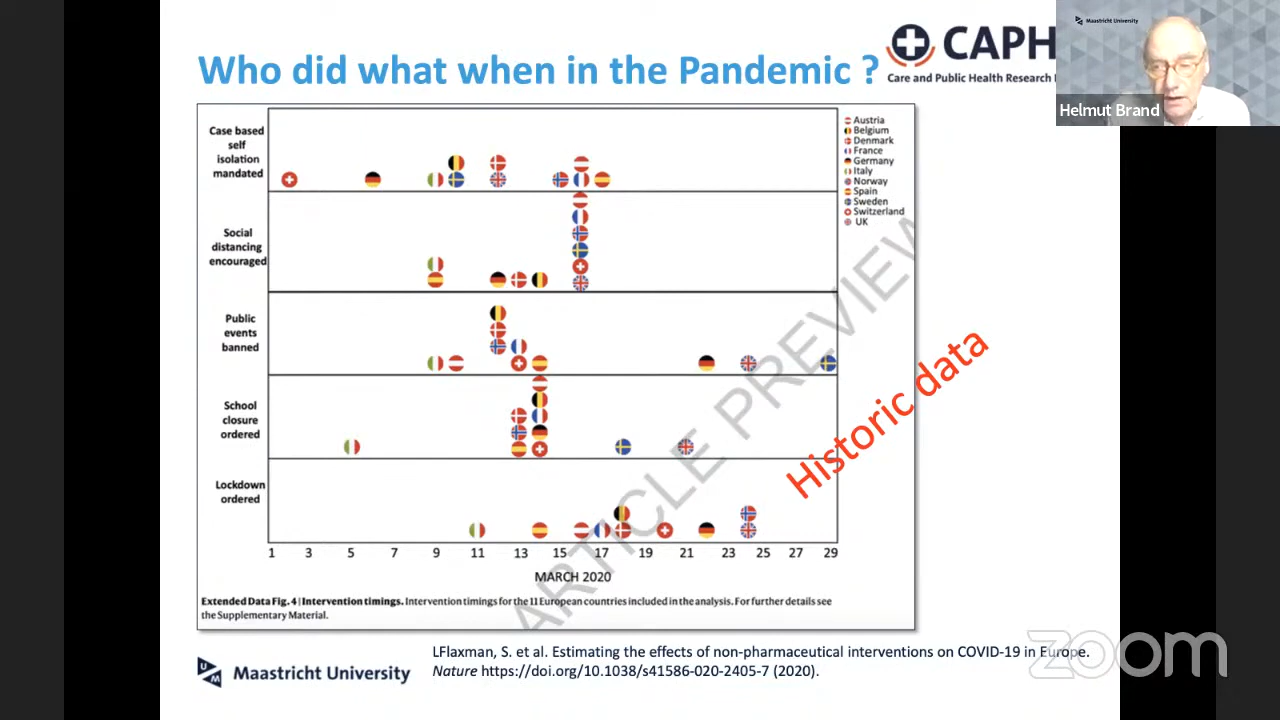 Who did what when in the Pandemic ?
CAPH
Care and Public Health Research
Maastricht University
Helmut Brand
Case based
self
isolation
mandated
Social
distancing
encouraged
Public
events
banned
School
closure
ordered
Lockdown
ordered
Austria
Belgium
Denmark
France
Germany
Italy
Norway
Spain
Sweden
Switzerland
UK
ARTICLE PREVIEW
Historic data
1 3 5 7 9 11 13 15 17 19 21 23 25 27 29
MARCH 2020
Extended Data Fig. 4 | Intervention timings. Intervention timings for the 11 European countries included in the analysis. For further details see
the Supplementary Material.
LFlaxman, S. et al. Estimating the effects of non-pharmaceutical interventions on COVID-19 in Europe.
Nature https://doi.org/10.1038/s41586-020-2405-7 (2020).
Maastricht University
zoom